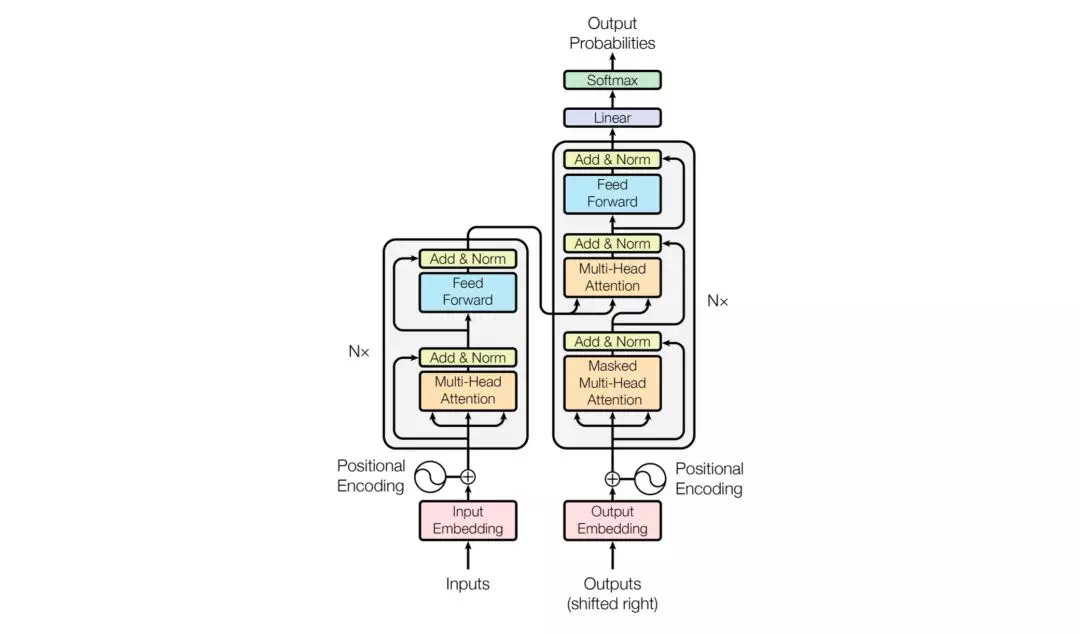 Output
Probabilities
Softmax
Linear
Add & Norm
Feed
Forward
Add & Norm
Multi-Head
Attention
Add & Norm
Masked
Multi-Head
Attention
N×
Positional
Encoding
Output
Embedding
Outputs
(shifted right)
Add & Norm
Feed
Forward
Add & Norm
Multi-Head
Attention
N×
Positional
Encoding
Input
Embedding
Inputs